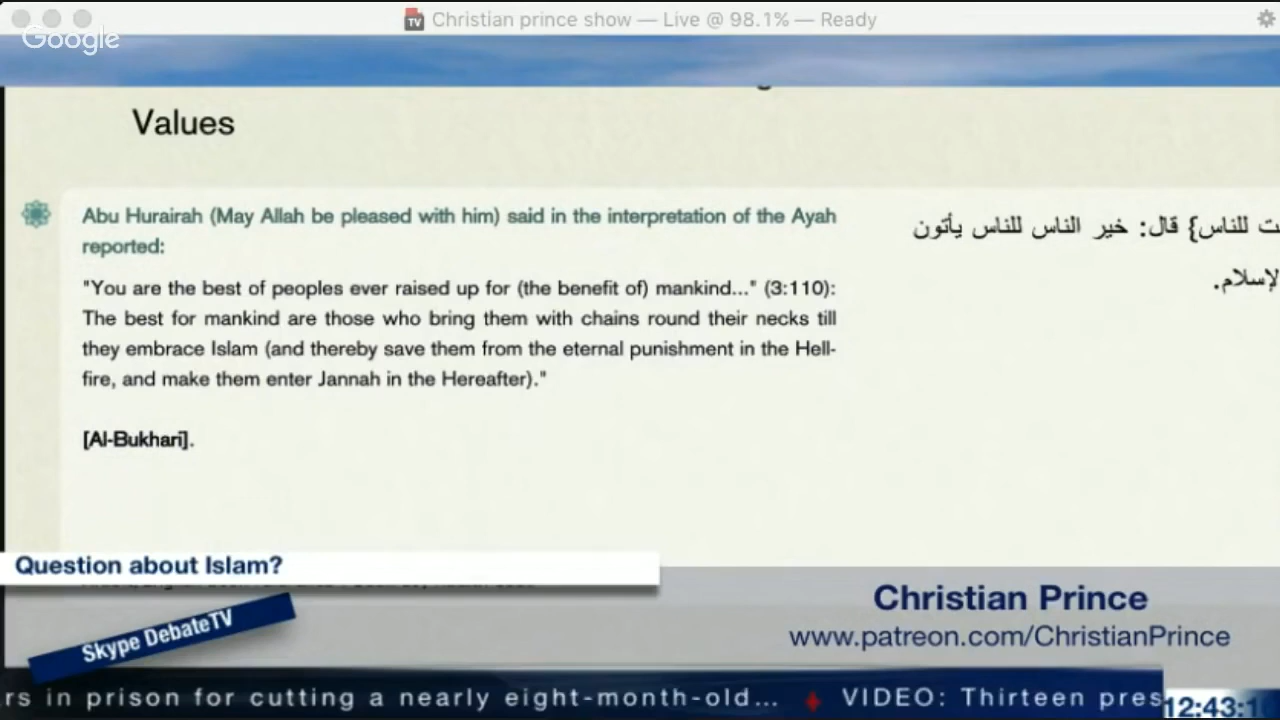 Christian prince show — Live @ 98.1% — Ready
Google
Values
Abu Hurairah (May Allah be pleased with him) said in the interpretation of the Ayah
reported:
"You are the best of peoples ever raised up for (the benefit of) mankind..." (3:110):
The best for mankind are those who bring them with chains round their necks till
they embrace Islam (and thereby save them from the eternal punishment in the Hell-
fire, and make them enter Jannah in the Hereafter)."
[Al-Bukhari].
للناس} قال: خير الناس للناس يأتون
لإسلام.
Question about Islam?
Skype DebateTV
Christian Prince
www.patreon.com/ChristianPrince
rs in prison for cutting a nearly eight-month-old... ♦ VIDEO: Thirteen pres
12:43:1